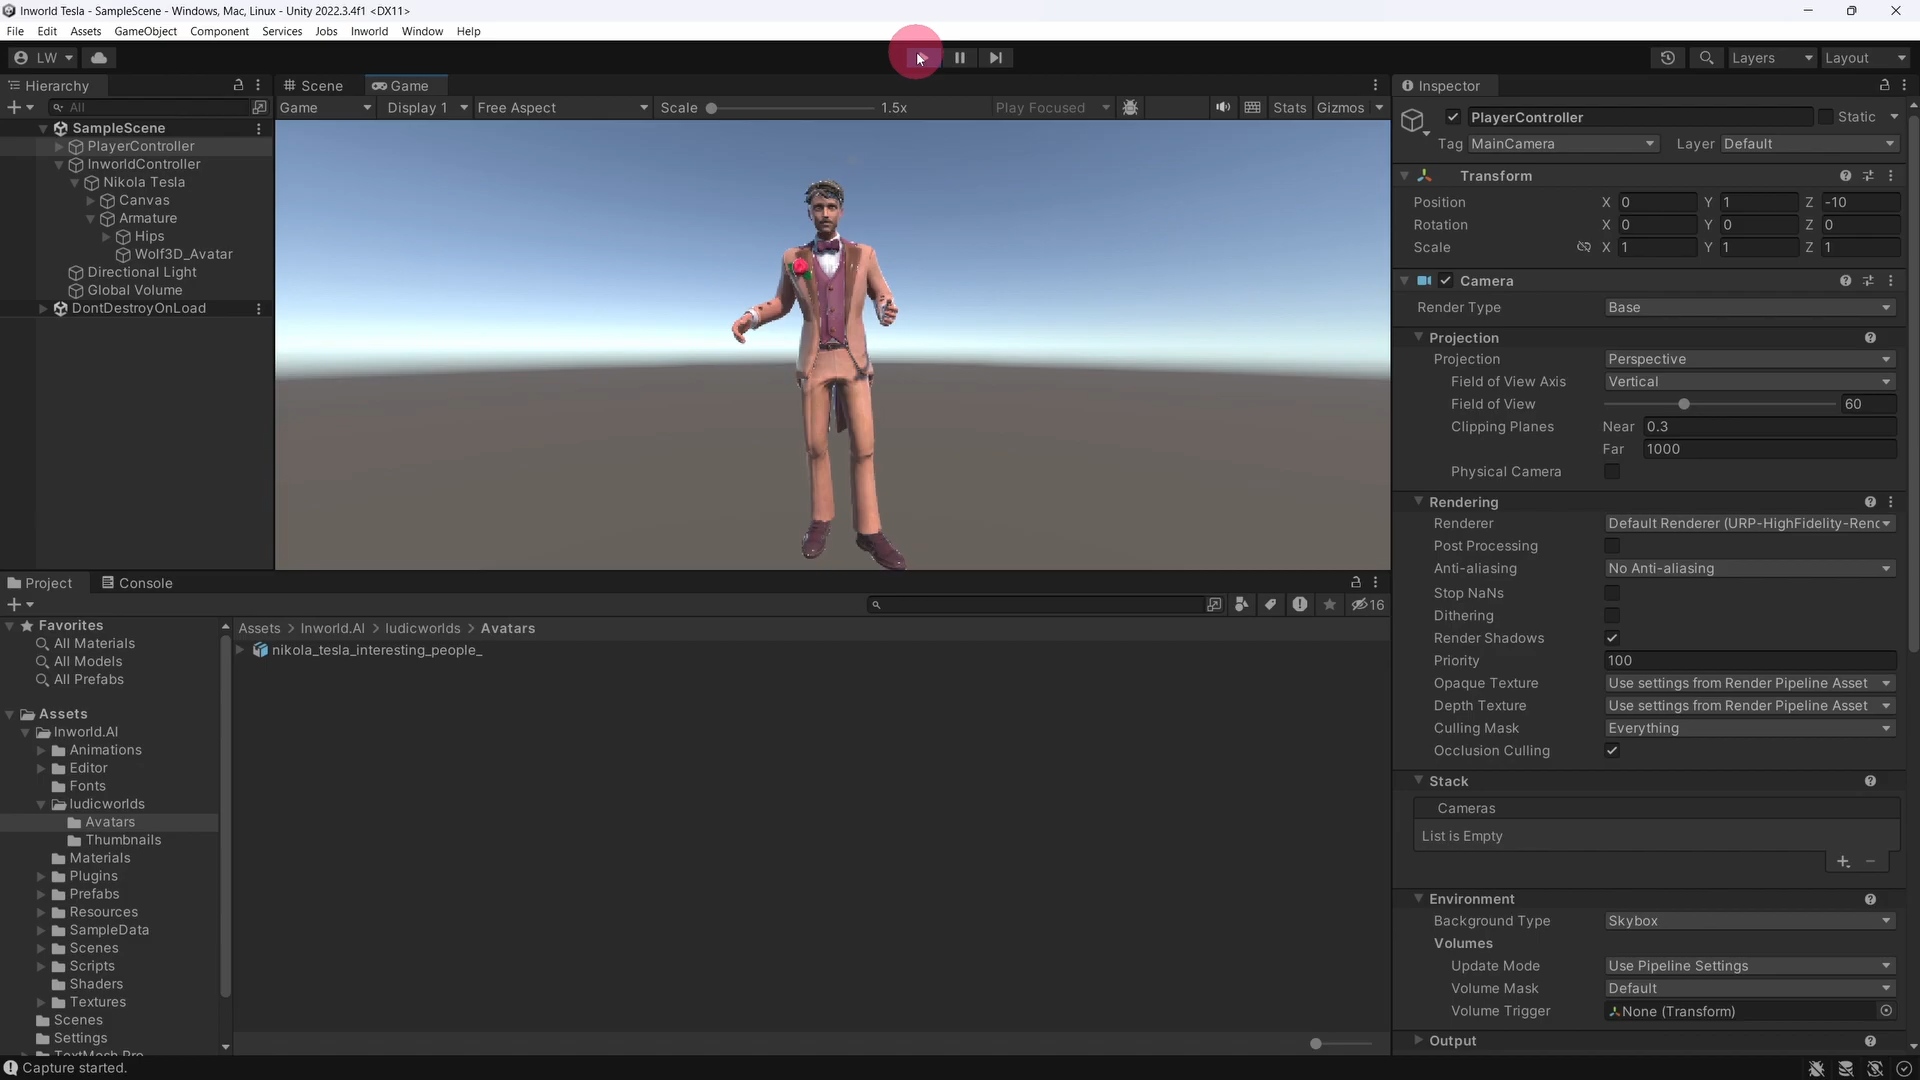 Inworld Tesla - SampleScene - Windows, Mac, Linux - Unity 2022.3.4f1 <DX11>
File Edit Assets GameObject Component Services Jobs Inworld Window Help
LW Layers Layout
Hierarchy
All
SampleScene
PlayerController
InworldController
Nikola Tesla
Canvas
Armature
Hips
Wolf3D_Avatar
Directional Light
Global Volume
DontDestroyOnLoad
Scene Game
Game Display 1 Free Aspect Scale 1.5x Play Focused Stats Gizmos
Inspector
PlayerController Static
Tag MainCamera Layer Default
Transform
Position X 0 Y 1 Z -10
Rotation X 0 Y 0 Z 0
Scale X 1 Y 1 Z 1
Camera
Render Type Base
Projection
Projection Perspective
Field of View Axis Vertical
Field of View 60
Clipping Planes Near 0.3
Far 1000
Physical Camera
Rendering
Renderer Default Renderer (URP-HighFidelity-Renc
Post Processing
Anti-aliasing No Anti-aliasing
Stop NaNs
Dithering
Render Shadows
Priority 100
Opaque Texture Use settings from Render Pipeline Asset
Depth Texture Use settings from Render Pipeline Asset
Culling Mask Everything
Occlusion Culling
Stack
Cameras
List is Empty
Environment
Background Type Skybox
Volumes
Update Mode Use Pipeline Settings
Volume Mask Default
Volume Trigger None (Transform)
Output
Project Console
16
Favorites
All Materials
All Models
All Prefabs
Assets
Inworld.AI
Animations
Editor
Fonts
ludicworlds
Avatars
Thumbnails
Materials
Plugins
Prefabs
Resources
SampleData
Scenes
Scripts
Shaders
Textures
Scenes
Settings
TextMesh Pro
Assets > Inworld.AI > ludicworlds > Avatars
nikola_tesla_interesting_people_
Capture started.